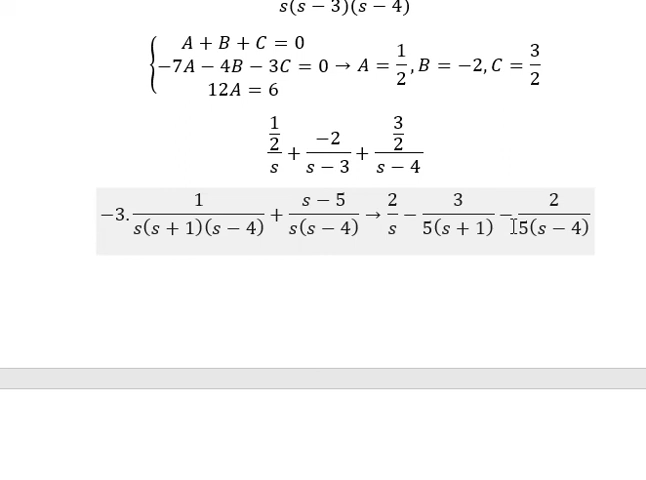 s(s − 3)(s − 4)
A + B + C = 0
−7A − 4B − 3C = 0 → A = 1/2, B = −2, C = 3/2
12A = 6
(1/2)/s + −2/(s − 3) + (3/2)/(s − 4)
−3. 1/(s(s + 1)(s − 4)) + (s − 5)/(s(s − 4)) → 2/s − 3/(5(s + 1)) − 2/(5(s − 4))